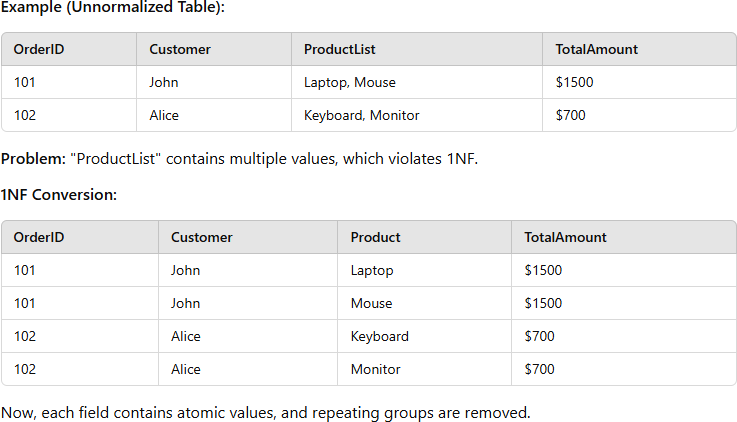 Example (Unnormalized Table):
OrderID Customer ProductList TotalAmount
101 John Laptop, Mouse $1500
102 Alice Keyboard, Monitor $700
Problem: "ProductList" contains multiple values, which violates 1NF.
1NF Conversion:
OrderID Customer Product TotalAmount
101 John Laptop $1500
101 John Mouse $1500
102 Alice Keyboard $700
102 Alice Monitor $700
Now, each field contains atomic values, and repeating groups are removed.